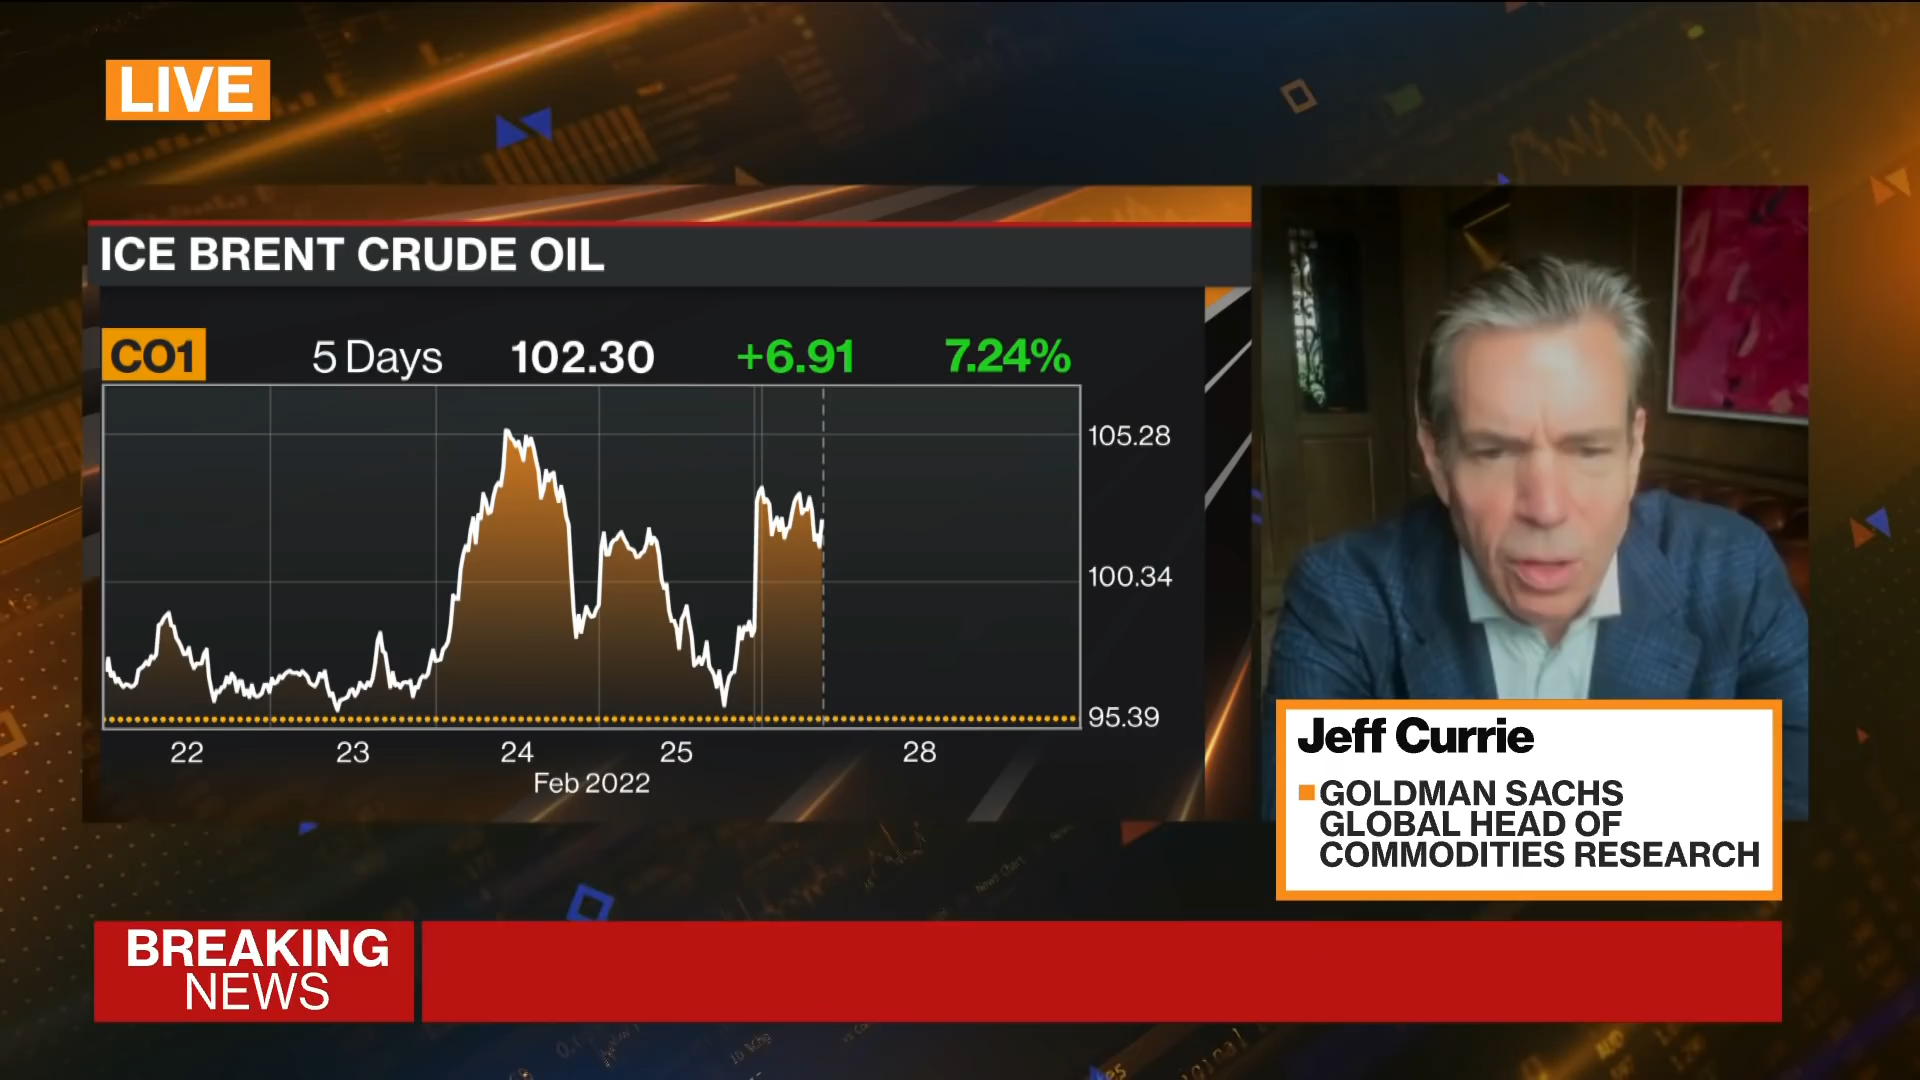 LIVE
ICE BRENT CRUDE OIL
CO1 5 Days 102.30 +6.91 7.24%
105.28
100.34
95.39
22 23 24 25 28
Feb 2022
Jeff Currie
GOLDMAN SACHS
GLOBAL HEAD OF
COMMODITIES RESEARCH
BREAKING
NEWS